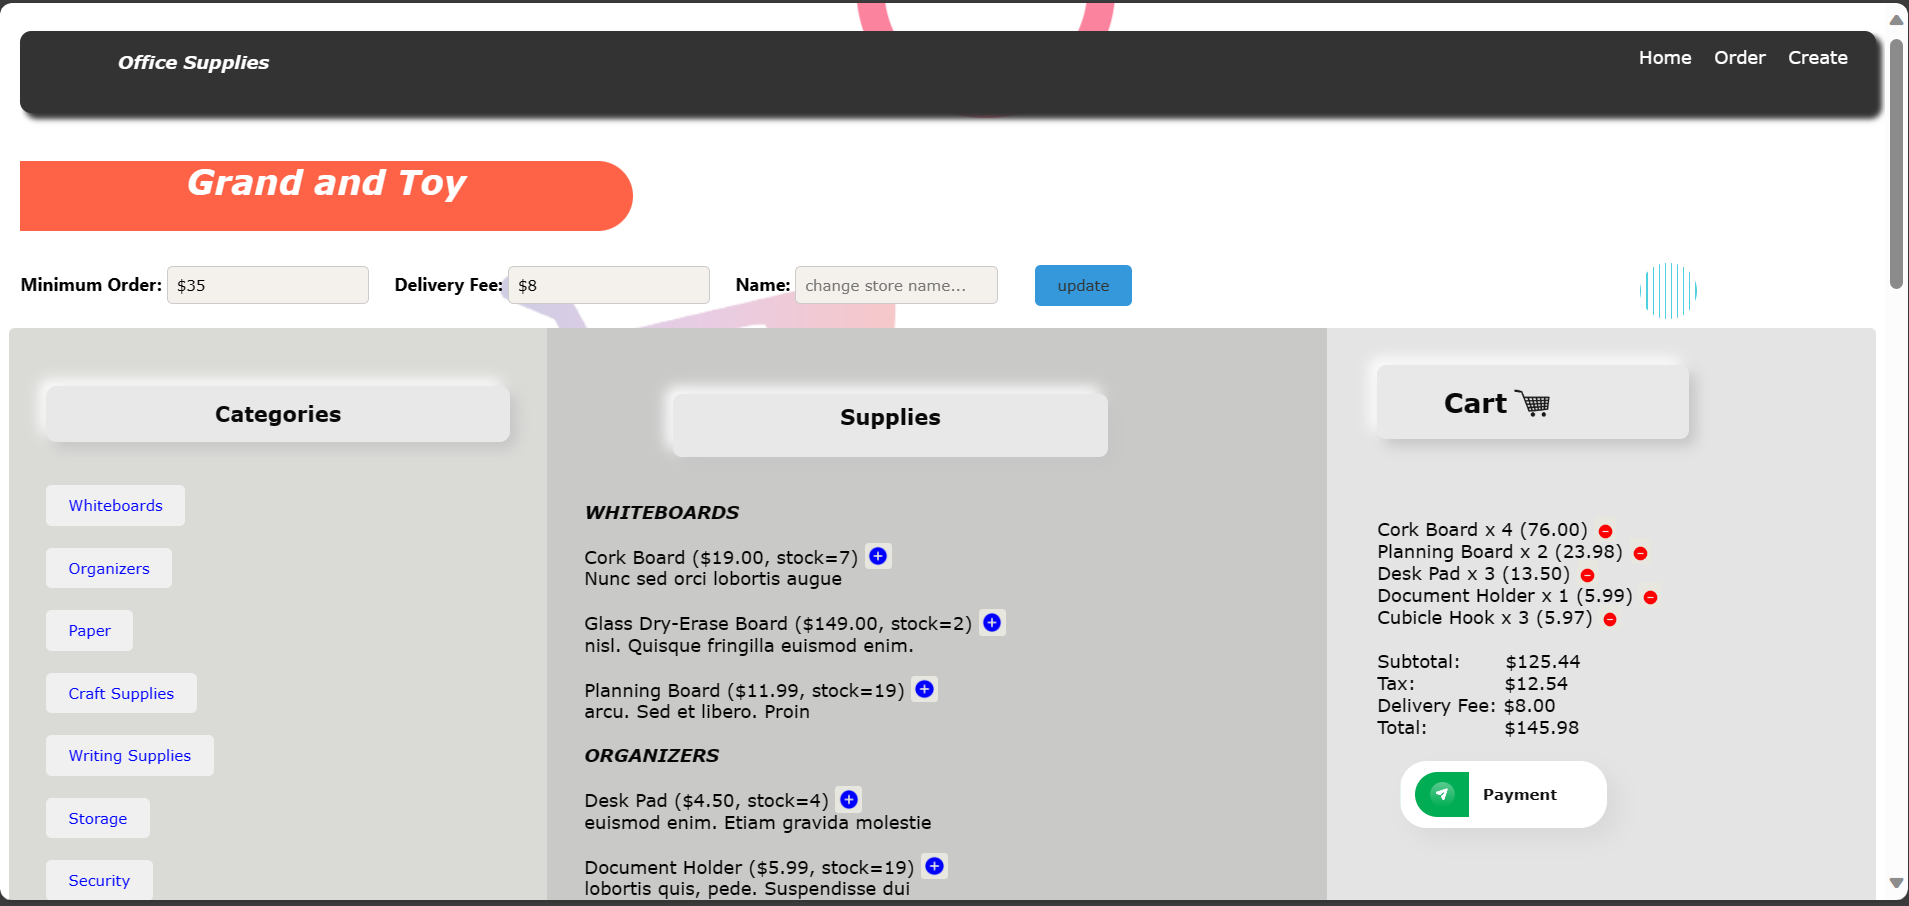 Office Supplies
Home Order Create
Grand and Toy
Minimum Order: $35 Delivery Fee: $8 Name: change store name... update
Categories
Whiteboards
Organizers
Paper
Craft Supplies
Writing Supplies
Storage
Security
Supplies
WHITEBOARDS
Cork Board ($19.00, stock=7)
Nunc sed orci lobortis augue
Glass Dry-Erase Board ($149.00, stock=2)
nisl. Quisque fringilla euismod enim.
Planning Board ($11.99, stock=19)
arcu. Sed et libero. Proin
ORGANIZERS
Desk Pad ($4.50, stock=4)
euismod enim. Etiam gravida molestie
Document Holder ($5.99, stock=19)
lobortis quis, pede. Suspendisse dui
Cart
Cork Board x 4 (76.00)
Planning Board x 2 (23.98)
Desk Pad x 3 (13.50)
Document Holder x 1 (5.99)
Cubicle Hook x 3 (5.97)
Subtotal: $125.44
Tax: $12.54
Delivery Fee: $8.00
Total: $145.98
Payment